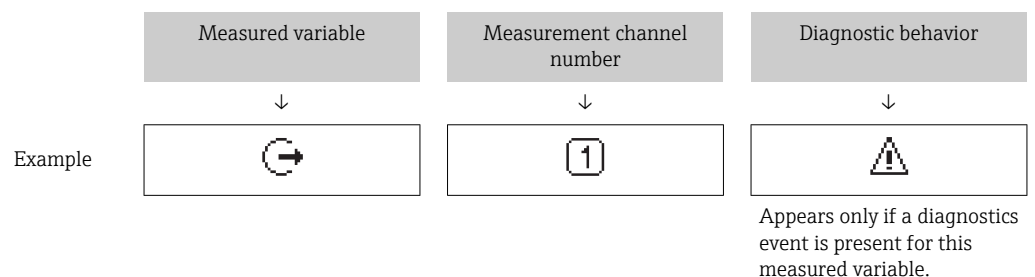 Measured variable
Measurement channel
number
Diagnostic behavior
↓ ↓ ↓
Example
1
Appears only if a diagnostics
event is present for this
measured variable.